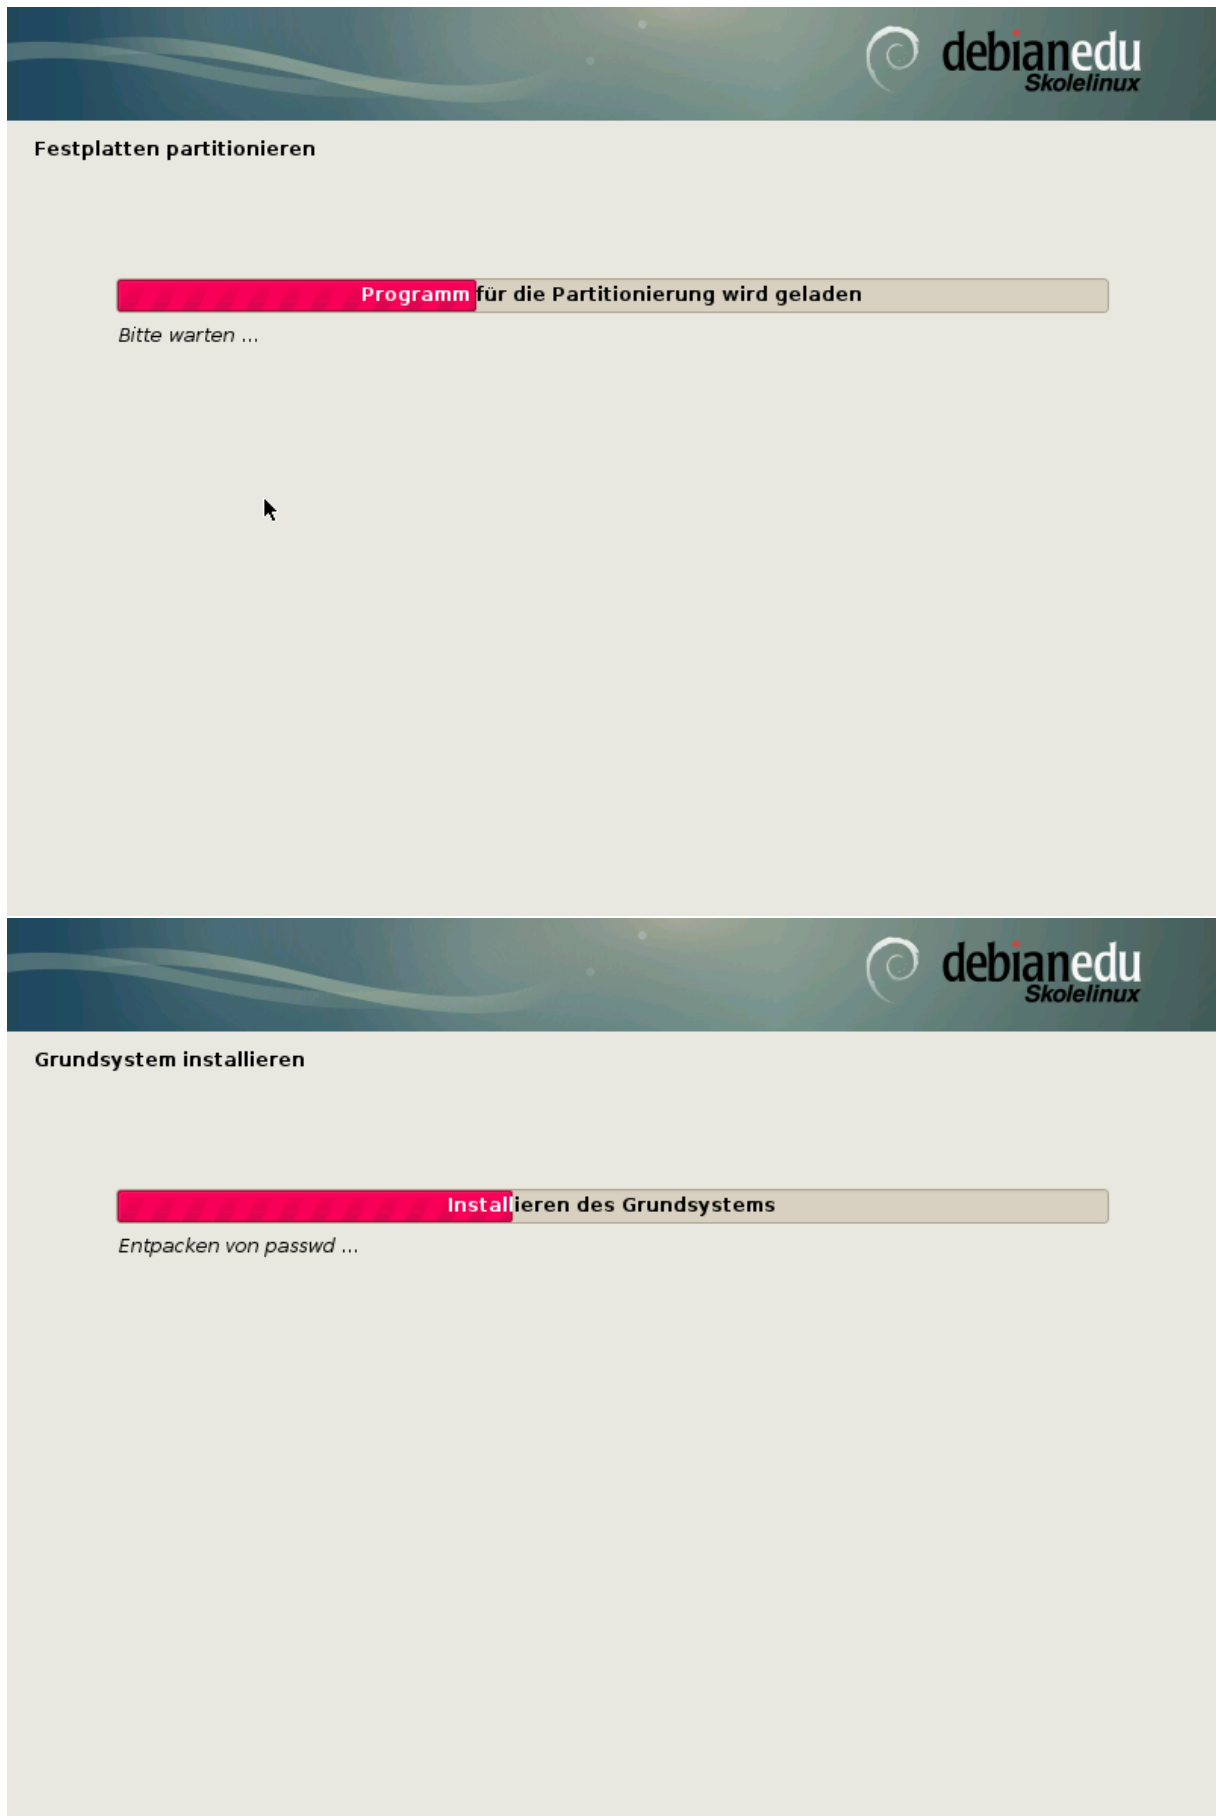 debianedu
Skolelinux
Festplatten partitionieren
Programm für die Partitionierung wird geladen
Bitte warten ...
debianedu
Skolelinux
Grundsystem installieren
Installieren des Grundsystems
Entpacken von passwd ...